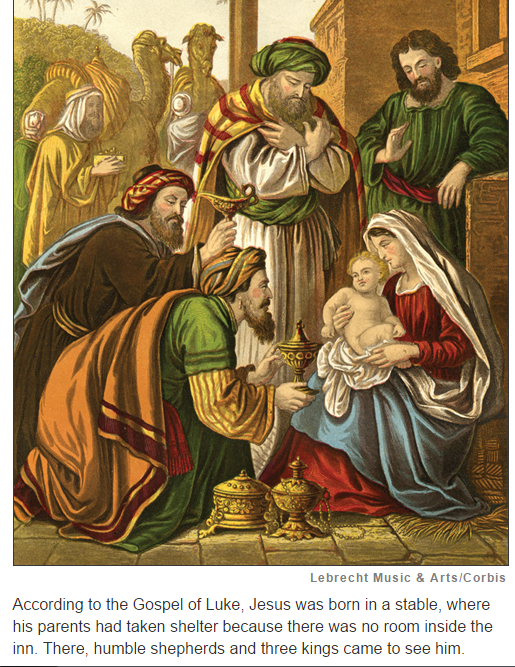 Lebrecht Music & Arts/Corbis
According to the Gospel of Luke, Jesus was born in a stable, where
his parents had taken shelter because there was no room inside the
inn. There, humble shepherds and three kings came to see him.